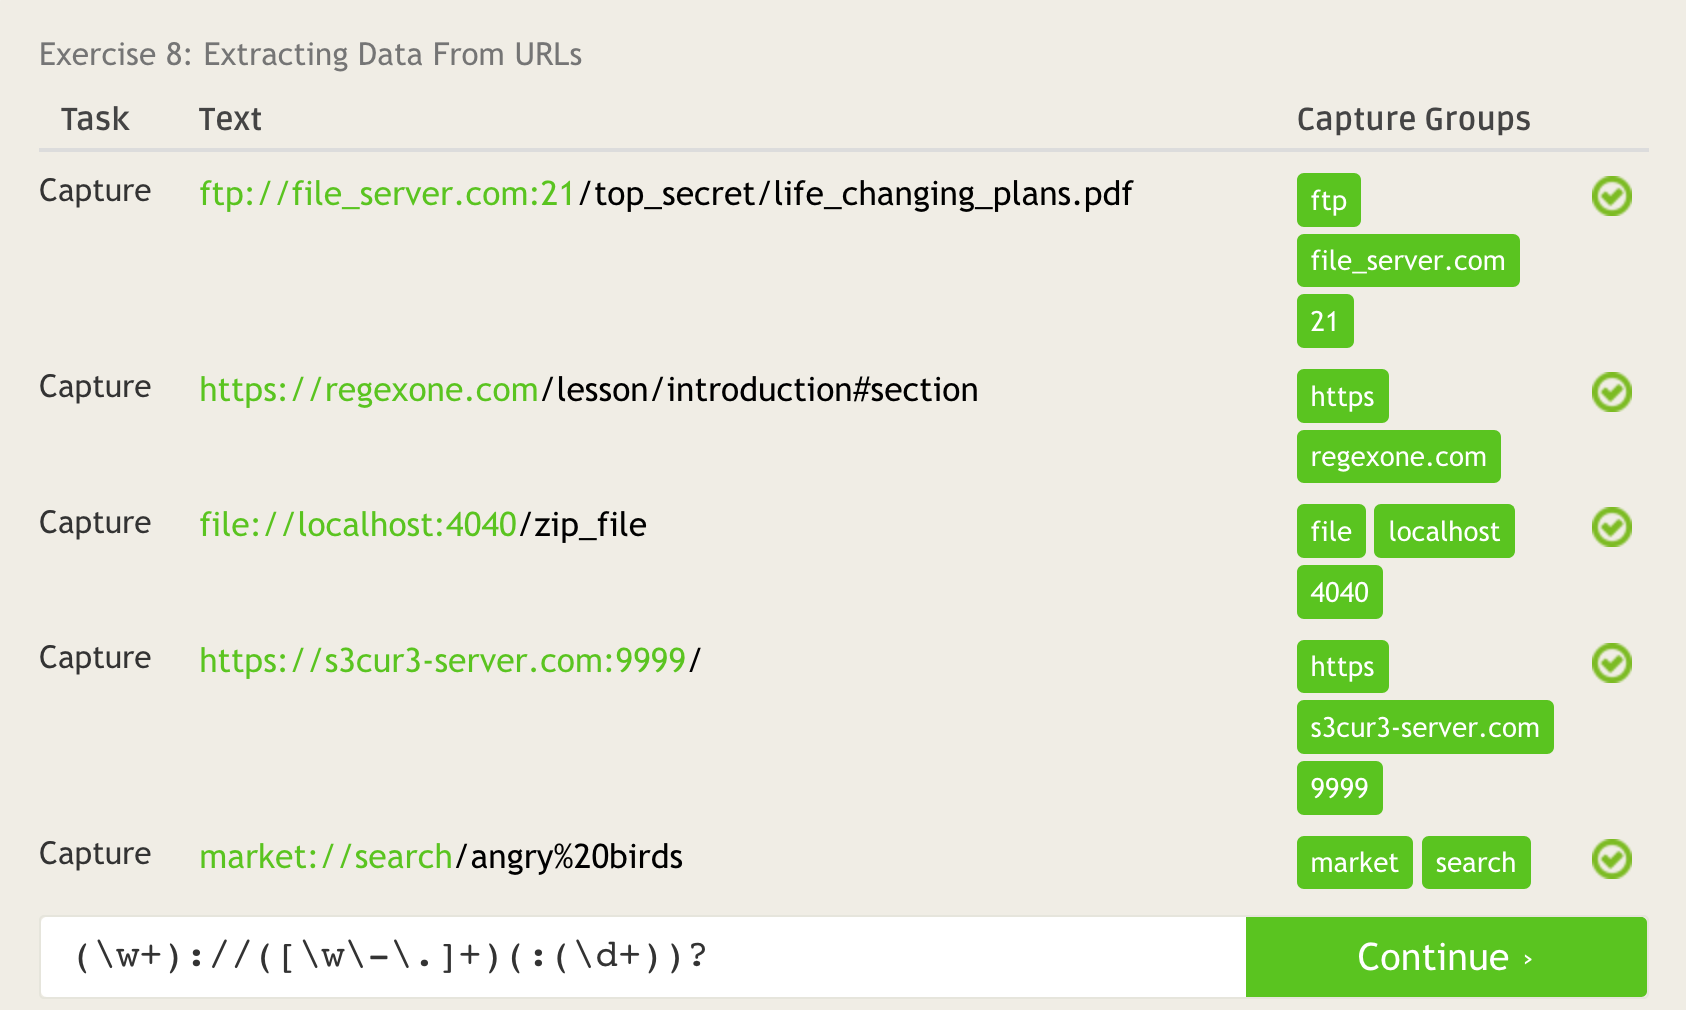 Exercise 8: Extracting Data From URLs
Task Text Capture Groups
Capture ftp://file_server.com:21/top_secret/life_changing_plans.pdf ftp
file_server.com
21
Capture https://regexone.com/lesson/introduction#section https
regexone.com
Capture file://localhost:4040/zip_file file localhost
4040
Capture https://s3cur3-server.com:9999/ https
s3cur3-server.com
9999
Capture market://search/angry%20birds market search
(\w+)://([\w\-\.]+)(:(\d+))? Continue ›